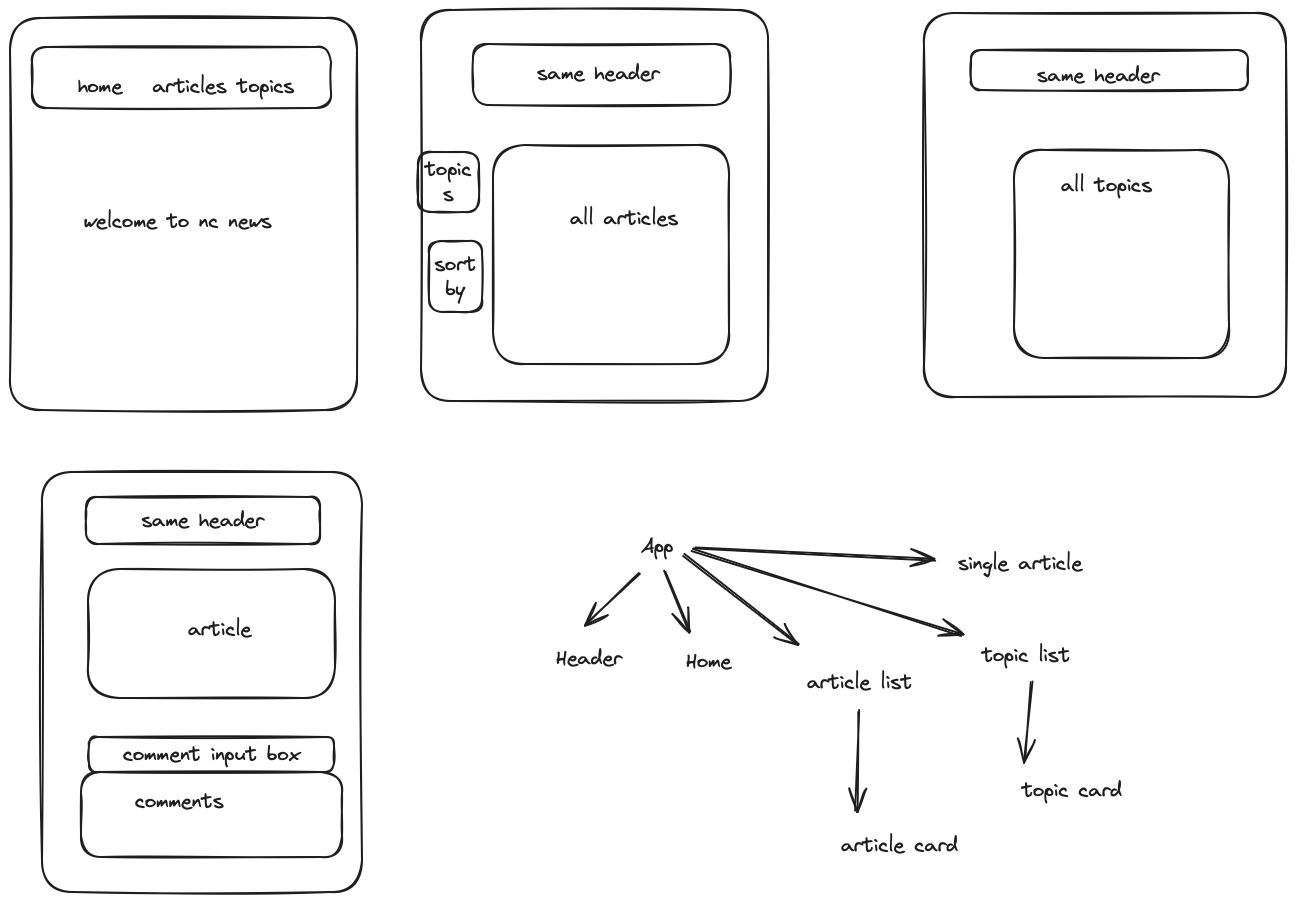 home articles topics
welcome to nc news
same header
topic
s
sort
by
all articles
same header
all topics
same header
article
comment input box
comments
App
Header
Home
article list
article card
single article
topic list
topic card